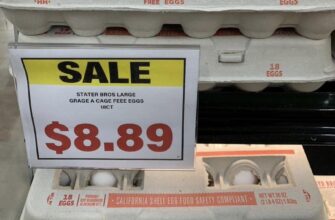 FREE
EGGS
18
EGGS
SALE
STATER BROS LARGE
GRADE A CAGE FEEE EGGS
18CT
$8.89
18
EGGS
CALIFORNIA SHELL EGG FOOD SAFETY COMPLIANT